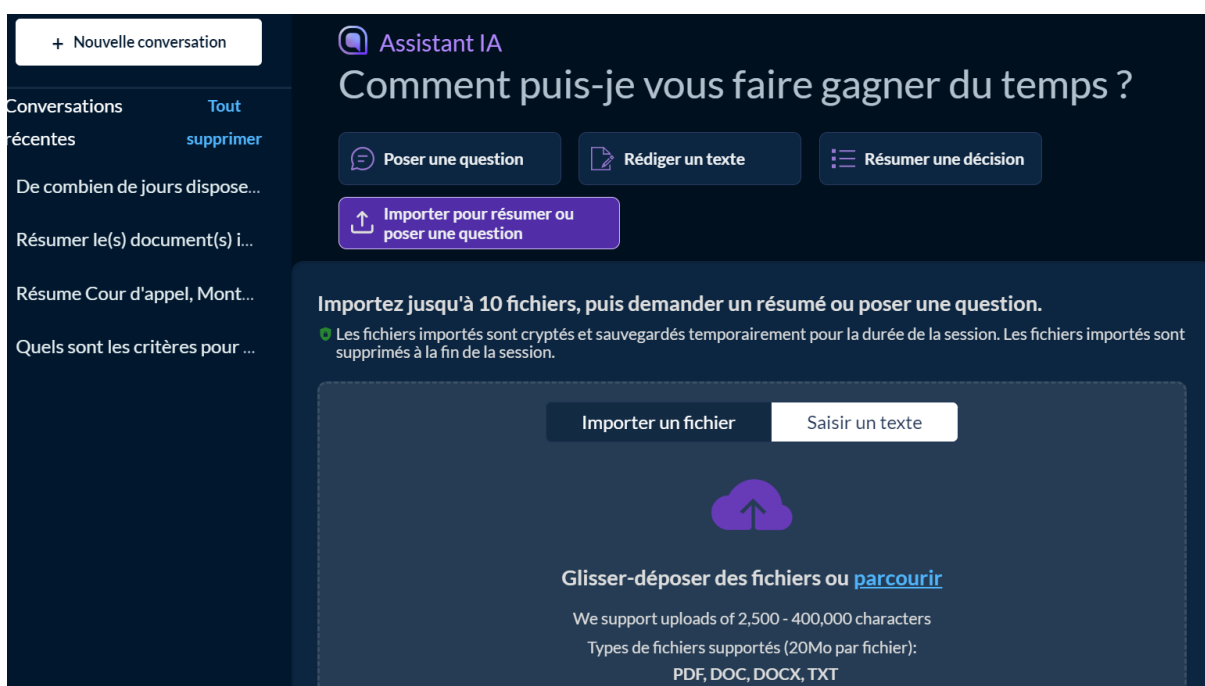 + Nouvelle conversation
Conversations récentes
Tout supprimer
De combien de jours dispose...
Résumer le(s) document(s) i...
Résume Cour d'appel, Mont...
Quels sont les critères pour ...
Assistant IA
Comment puis-je vous faire gagner du temps ?
Poser une question
Rédiger un texte
Résumer une décision
Importer pour résumer ou
poser une question
Importez jusqu'à 10 fichiers, puis demander un résumé ou poser une question.
Les fichiers importés sont cryptés et sauvegardés temporairement pour la durée de la session. Les fichiers importés sont
supprimés à la fin de la session.
Importer un fichier
Saisir un texte
Glisser-déposer des fichiers ou parcourir
We support uploads of 2,500 - 400,000 characters
Types de fichiers supportés (20Mo par fichier):
PDF, DOC, DOCX, TXT